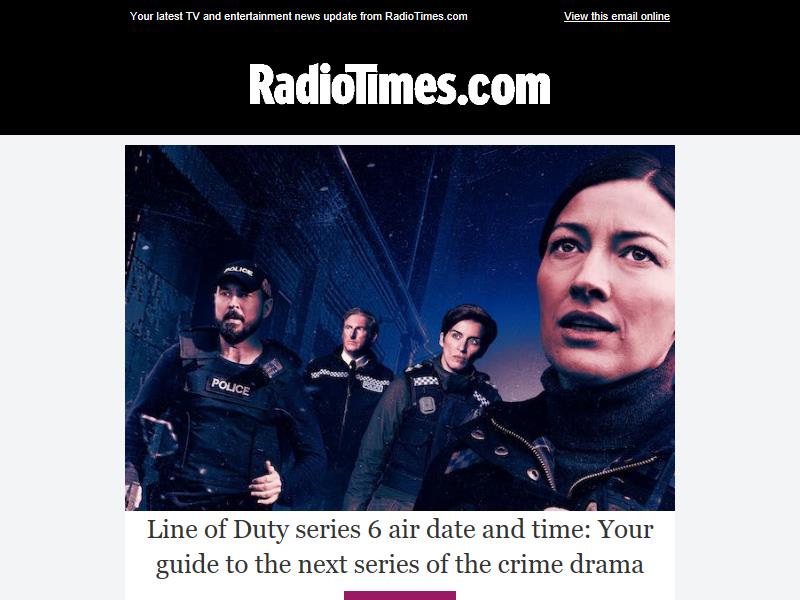 Your latest TV and entertainment news update from RadioTimes.com
View this email online
RadioTimes.com
POLICE
POLICE
Line of Duty series 6 air date and time: Your
guide to the next series of the crime drama